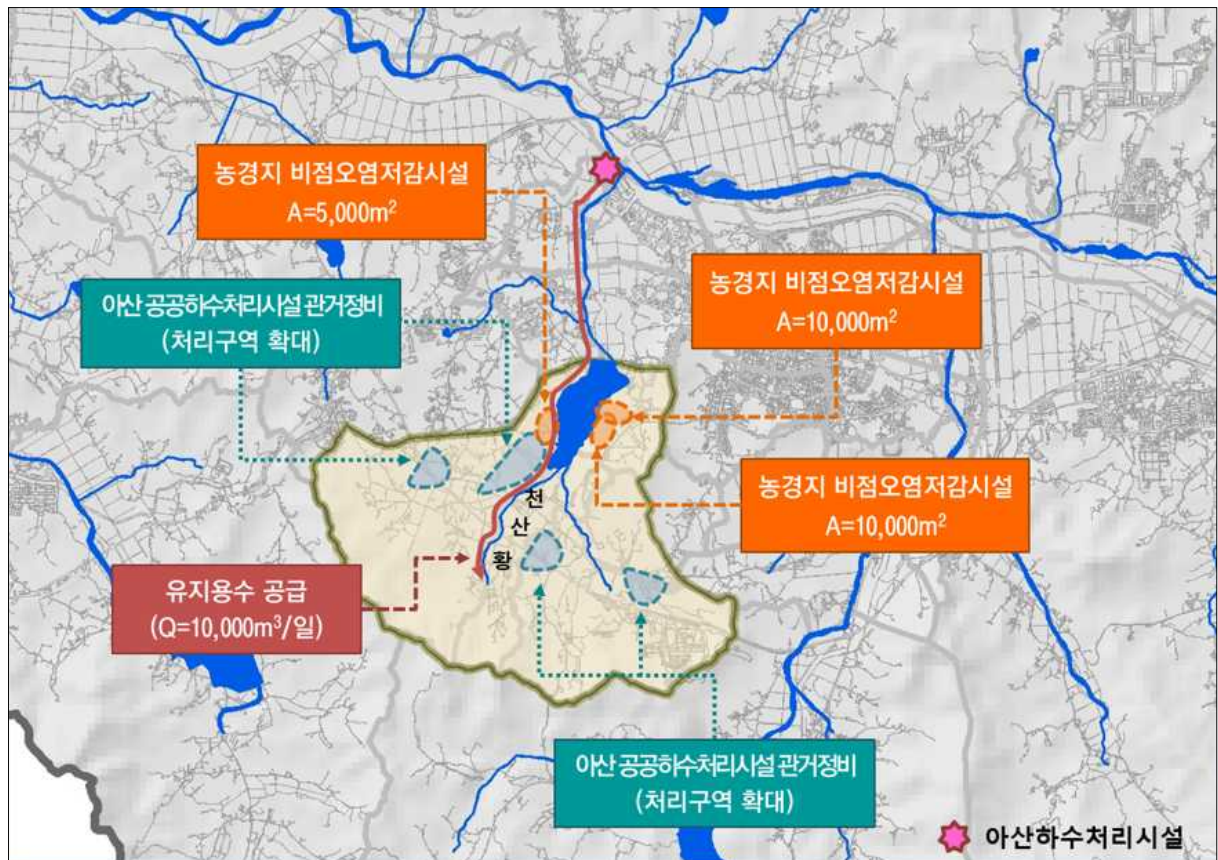 농경지 비점오염저감시설
A=5,000m²
농경지 비점오염저감시설
A=10,000m²
아산 공공하수처리시설 관거정비
(처리구역 확대)
농경지 비점오염저감시설
A=10,000m²
천
산
황
유지용수 공급
(Q=10,000m³/일)
아산 공공하수처리시설 관거정비
(처리구역 확대)
아산하수처리시설